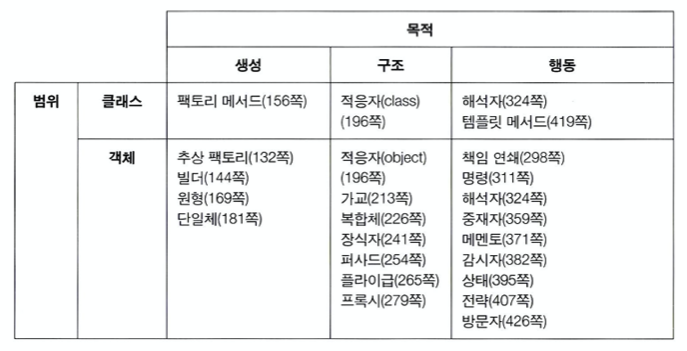 목적
생성 구조 행동
범위 클래스 팩토리 메서드(156쪽) 적응자(class) 해석자(324쪽)
(196쪽) 템플릿 메서드(419쪽)
객체 추상 팩토리(132쪽) 적응자(object) 책임 연쇄(298쪽)
빌더(144쪽) (196쪽) 명령(311쪽)
원형(169쪽) 가교(213쪽) 해석자(324쪽)
단일체(181쪽) 복합체(226쪽) 중재자(359쪽)
장식자(241쪽) 메멘토(371쪽)
퍼사드(254쪽) 감시자(382쪽)
플라이급(265쪽) 상태(395쪽)
프록시(279쪽) 전략(407쪽)
방문자(426쪽)